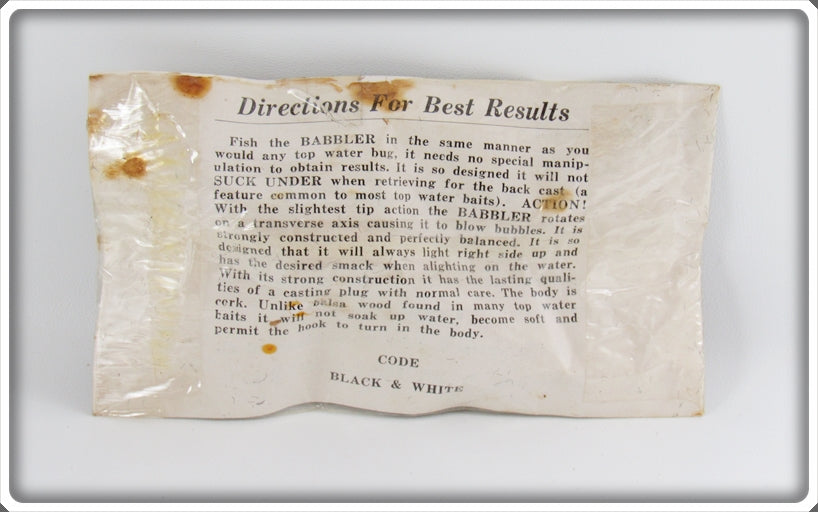 Directions For Best Results
Fish the BABBLER in the same manner as you
would any top water bug, it needs no special manip-
ulation to obtain results. It is so designed it will not
SUCK UNDER when retrieving for the back cast (a
feature common to most top water baits). ACTION!
With the slightest tip action the BABBLER rotates
on a transverse axis causing it to blow bubbles. It is
strongly constructed and perfectly balanced. It is so
designed that it will always light right side up and
has the desired smack when alighting on the water.
With its strong construction it has the lasting quali-
ties of a casting plug with normal care. The body is
cork. Unlike balsa wood found in many top water
baits it will not soak up water, become soft and
permit the hook to turn in the body.
CODE
BLACK & WHITE